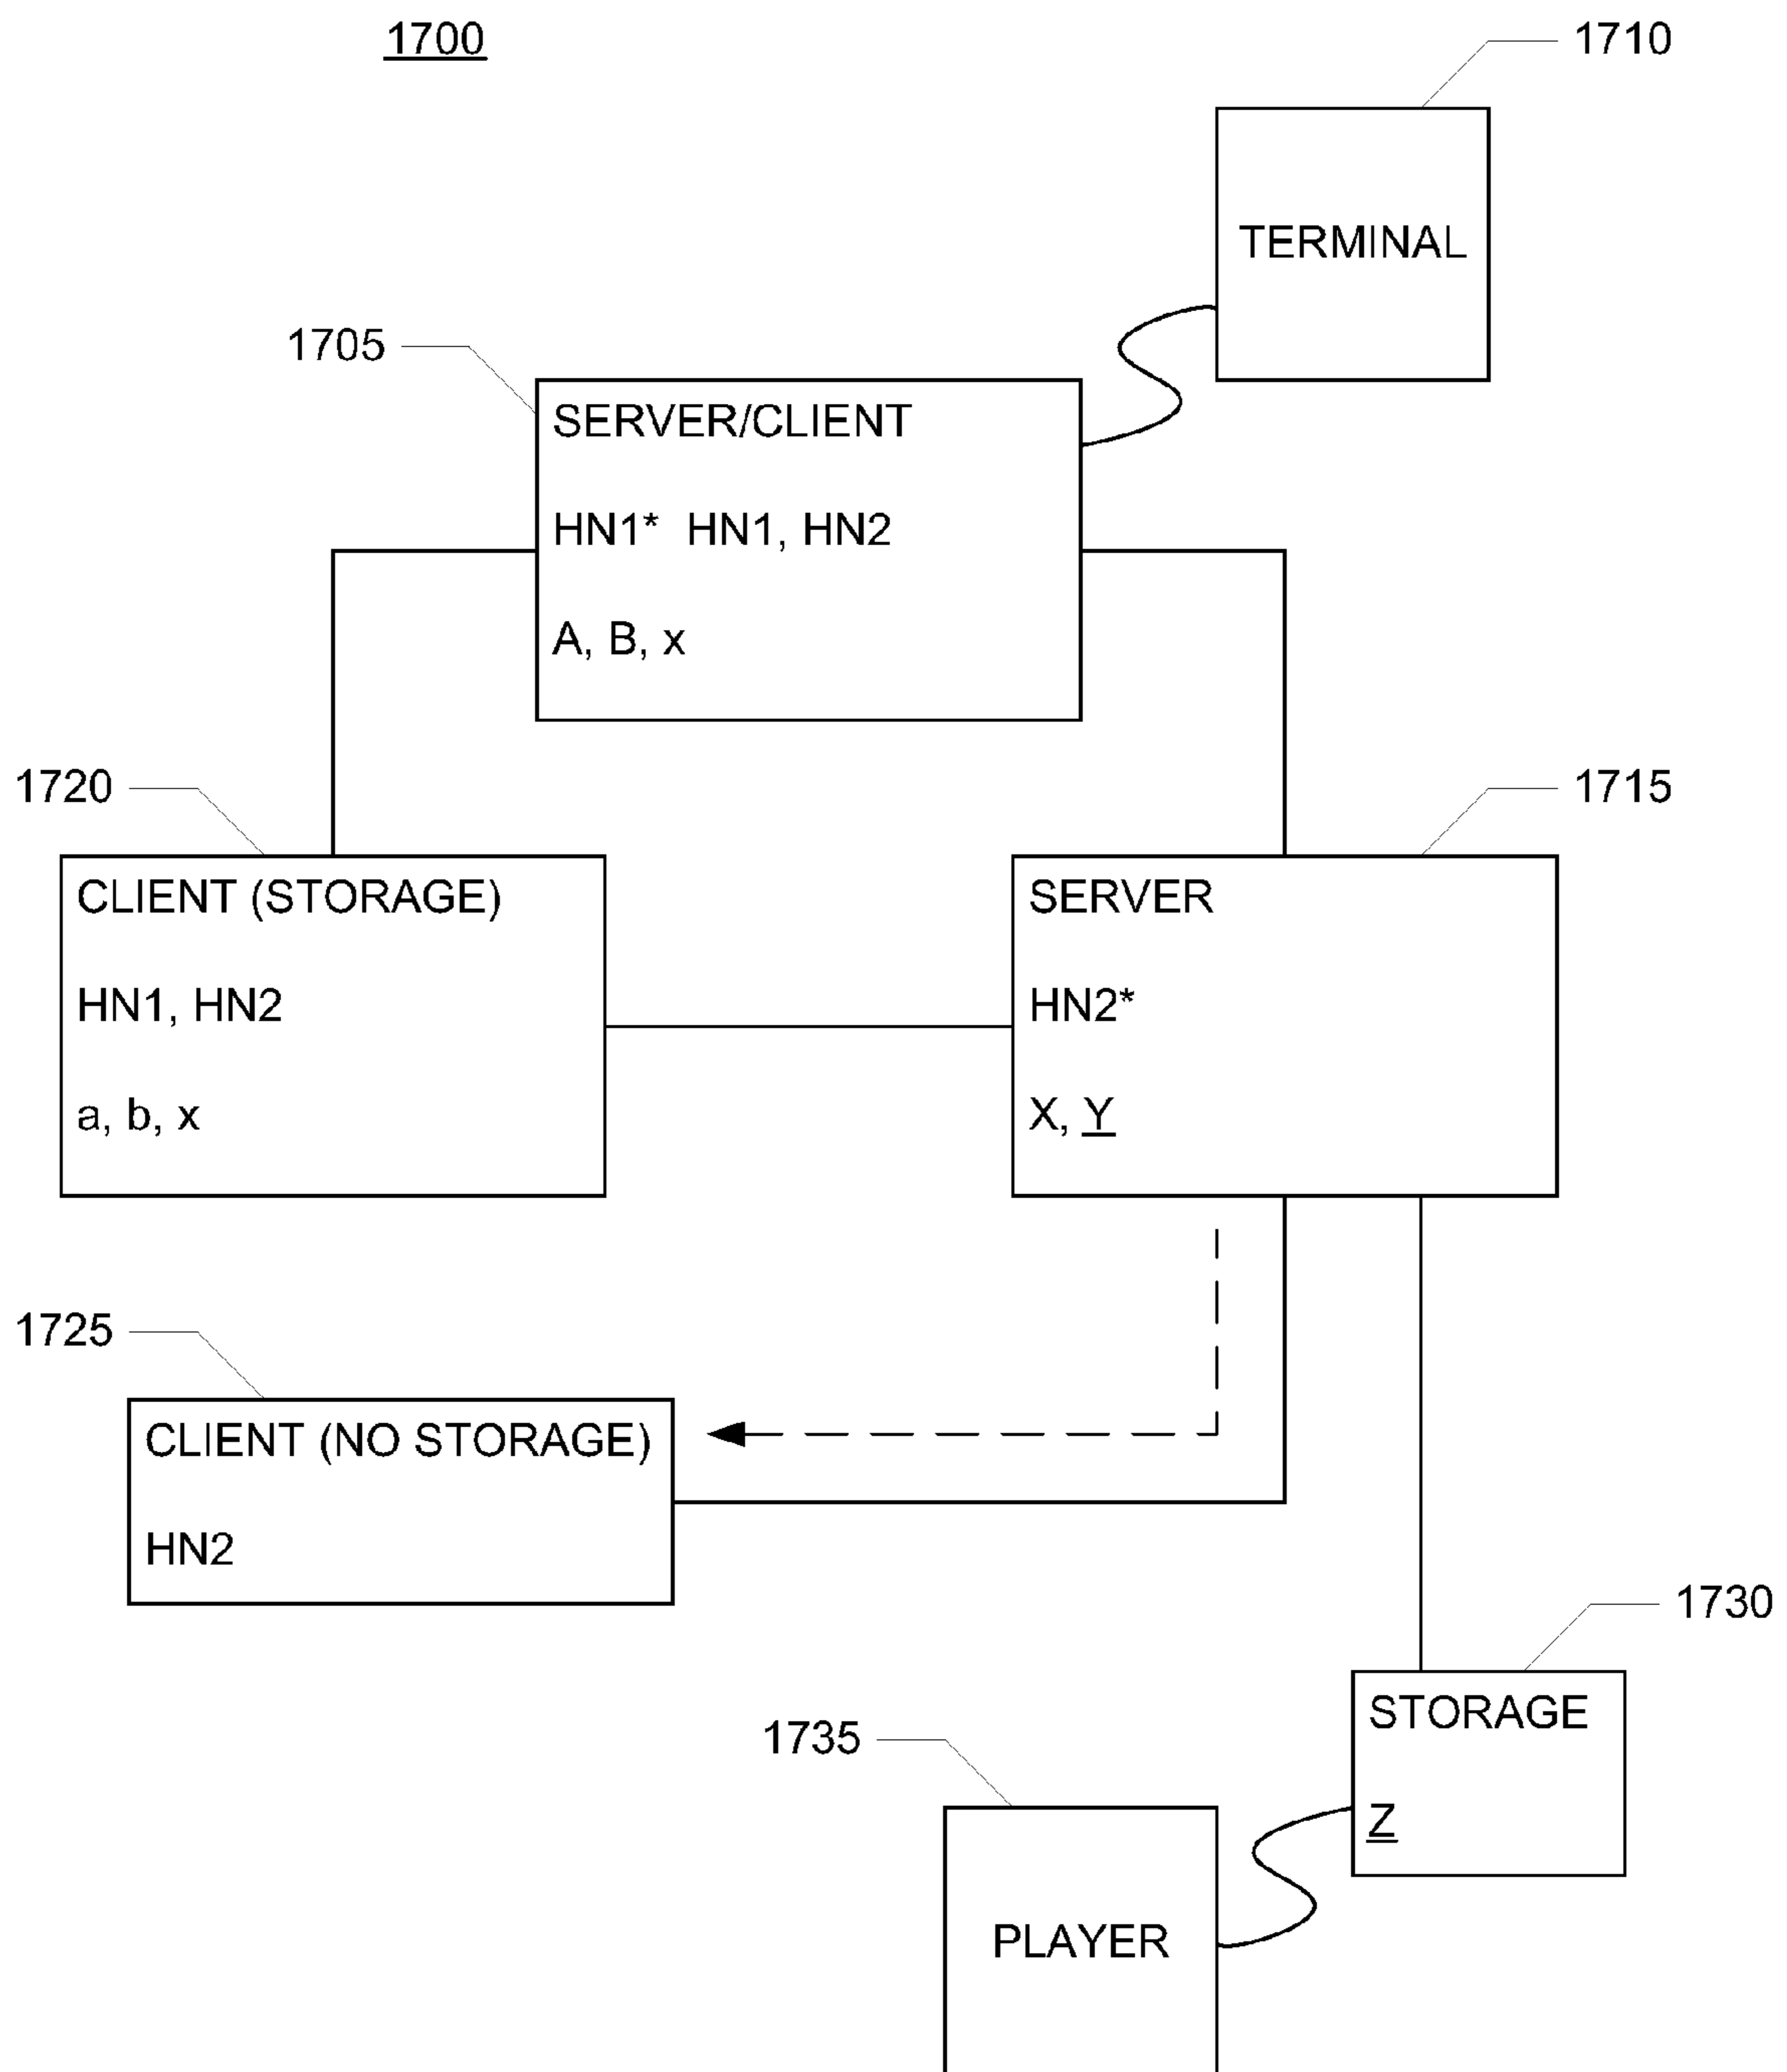 1700
1710
TERMINAL
1705
SERVER/CLIENT
HN1* HN1, HN2
A, B, x
1720
CLIENT (STORAGE)
HN1, HN2
a, b, x
1715
SERVER
HN2*
X, Y
1725
CLIENT (NO STORAGE)
HN2
1730
STORAGE
Z
1735
PLAYER